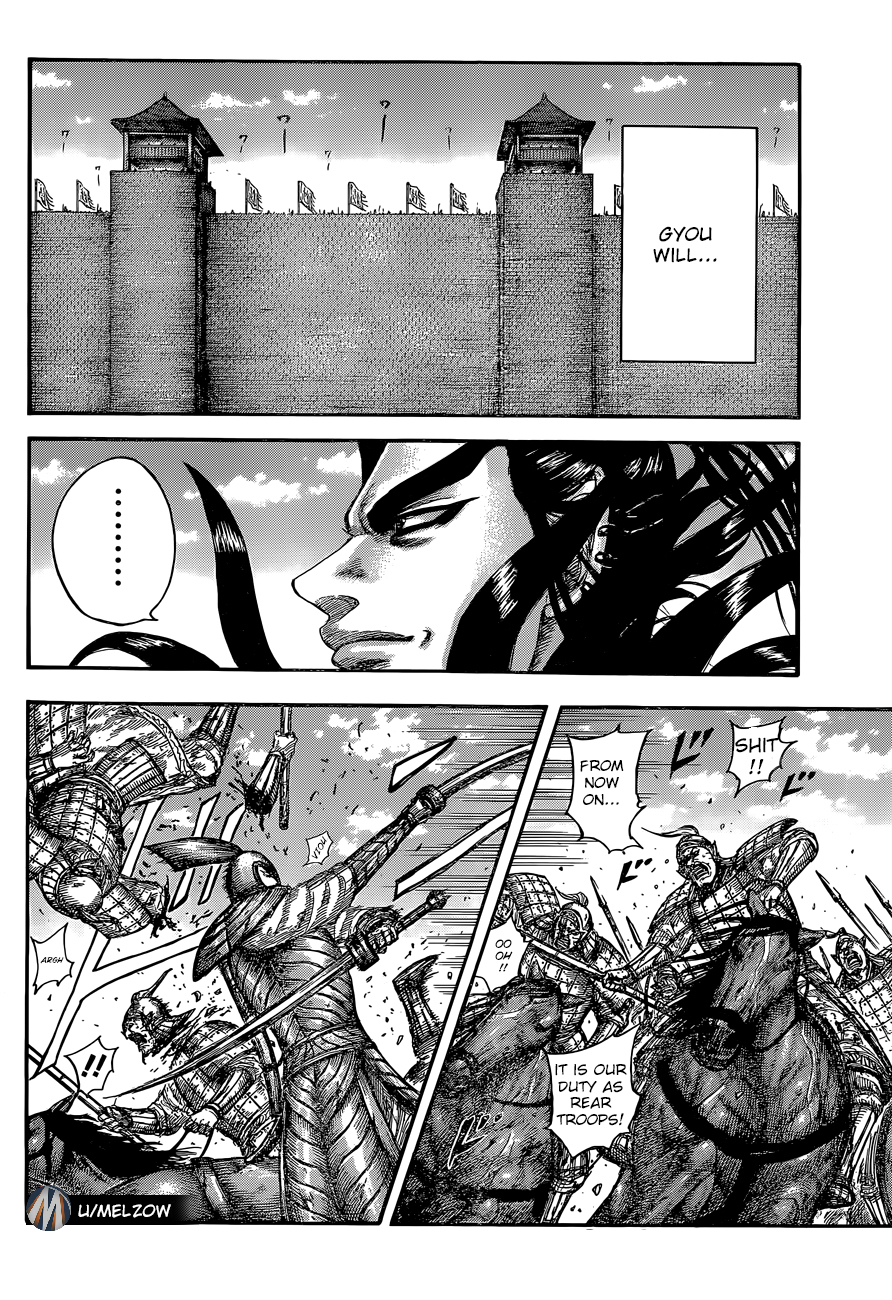 GYOU
WILL...
SHIT
!!
FROM
NOW
ON...
OO
OH
!!
IT IS OUR
DUTY AS
REAR
TROOPS!
ARGH
!!
U/MELZOW